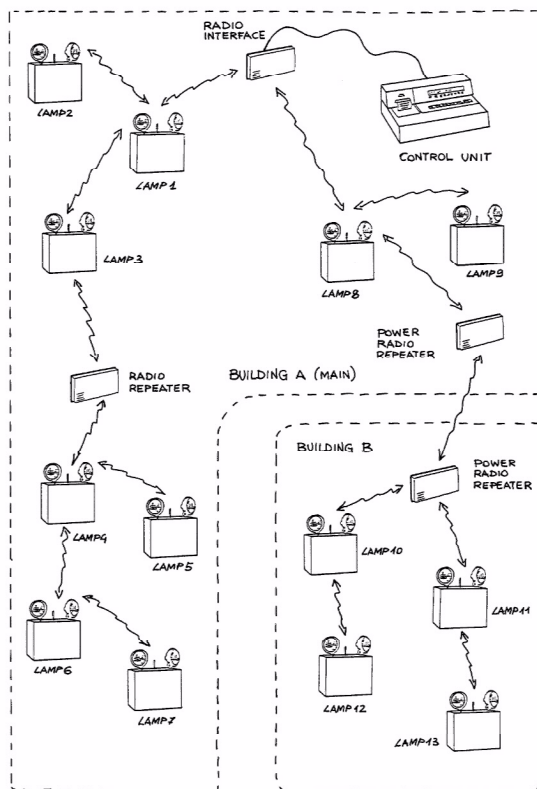 RADIO
INTERFACE
LAMP2
LAMP1
CONTROL UNIT
LAMP3
LAMP8
LAMP9
RADIO
REPEATER
POWER
RADIO
REPEATER
BUILDING A (MAIN)
BUILDING B
POWER
RADIO
REPEATER
LAMP4
LAMP5
LAMP10
LAMP11
LAMP6
LAMP7
LAMP12
LAMP13